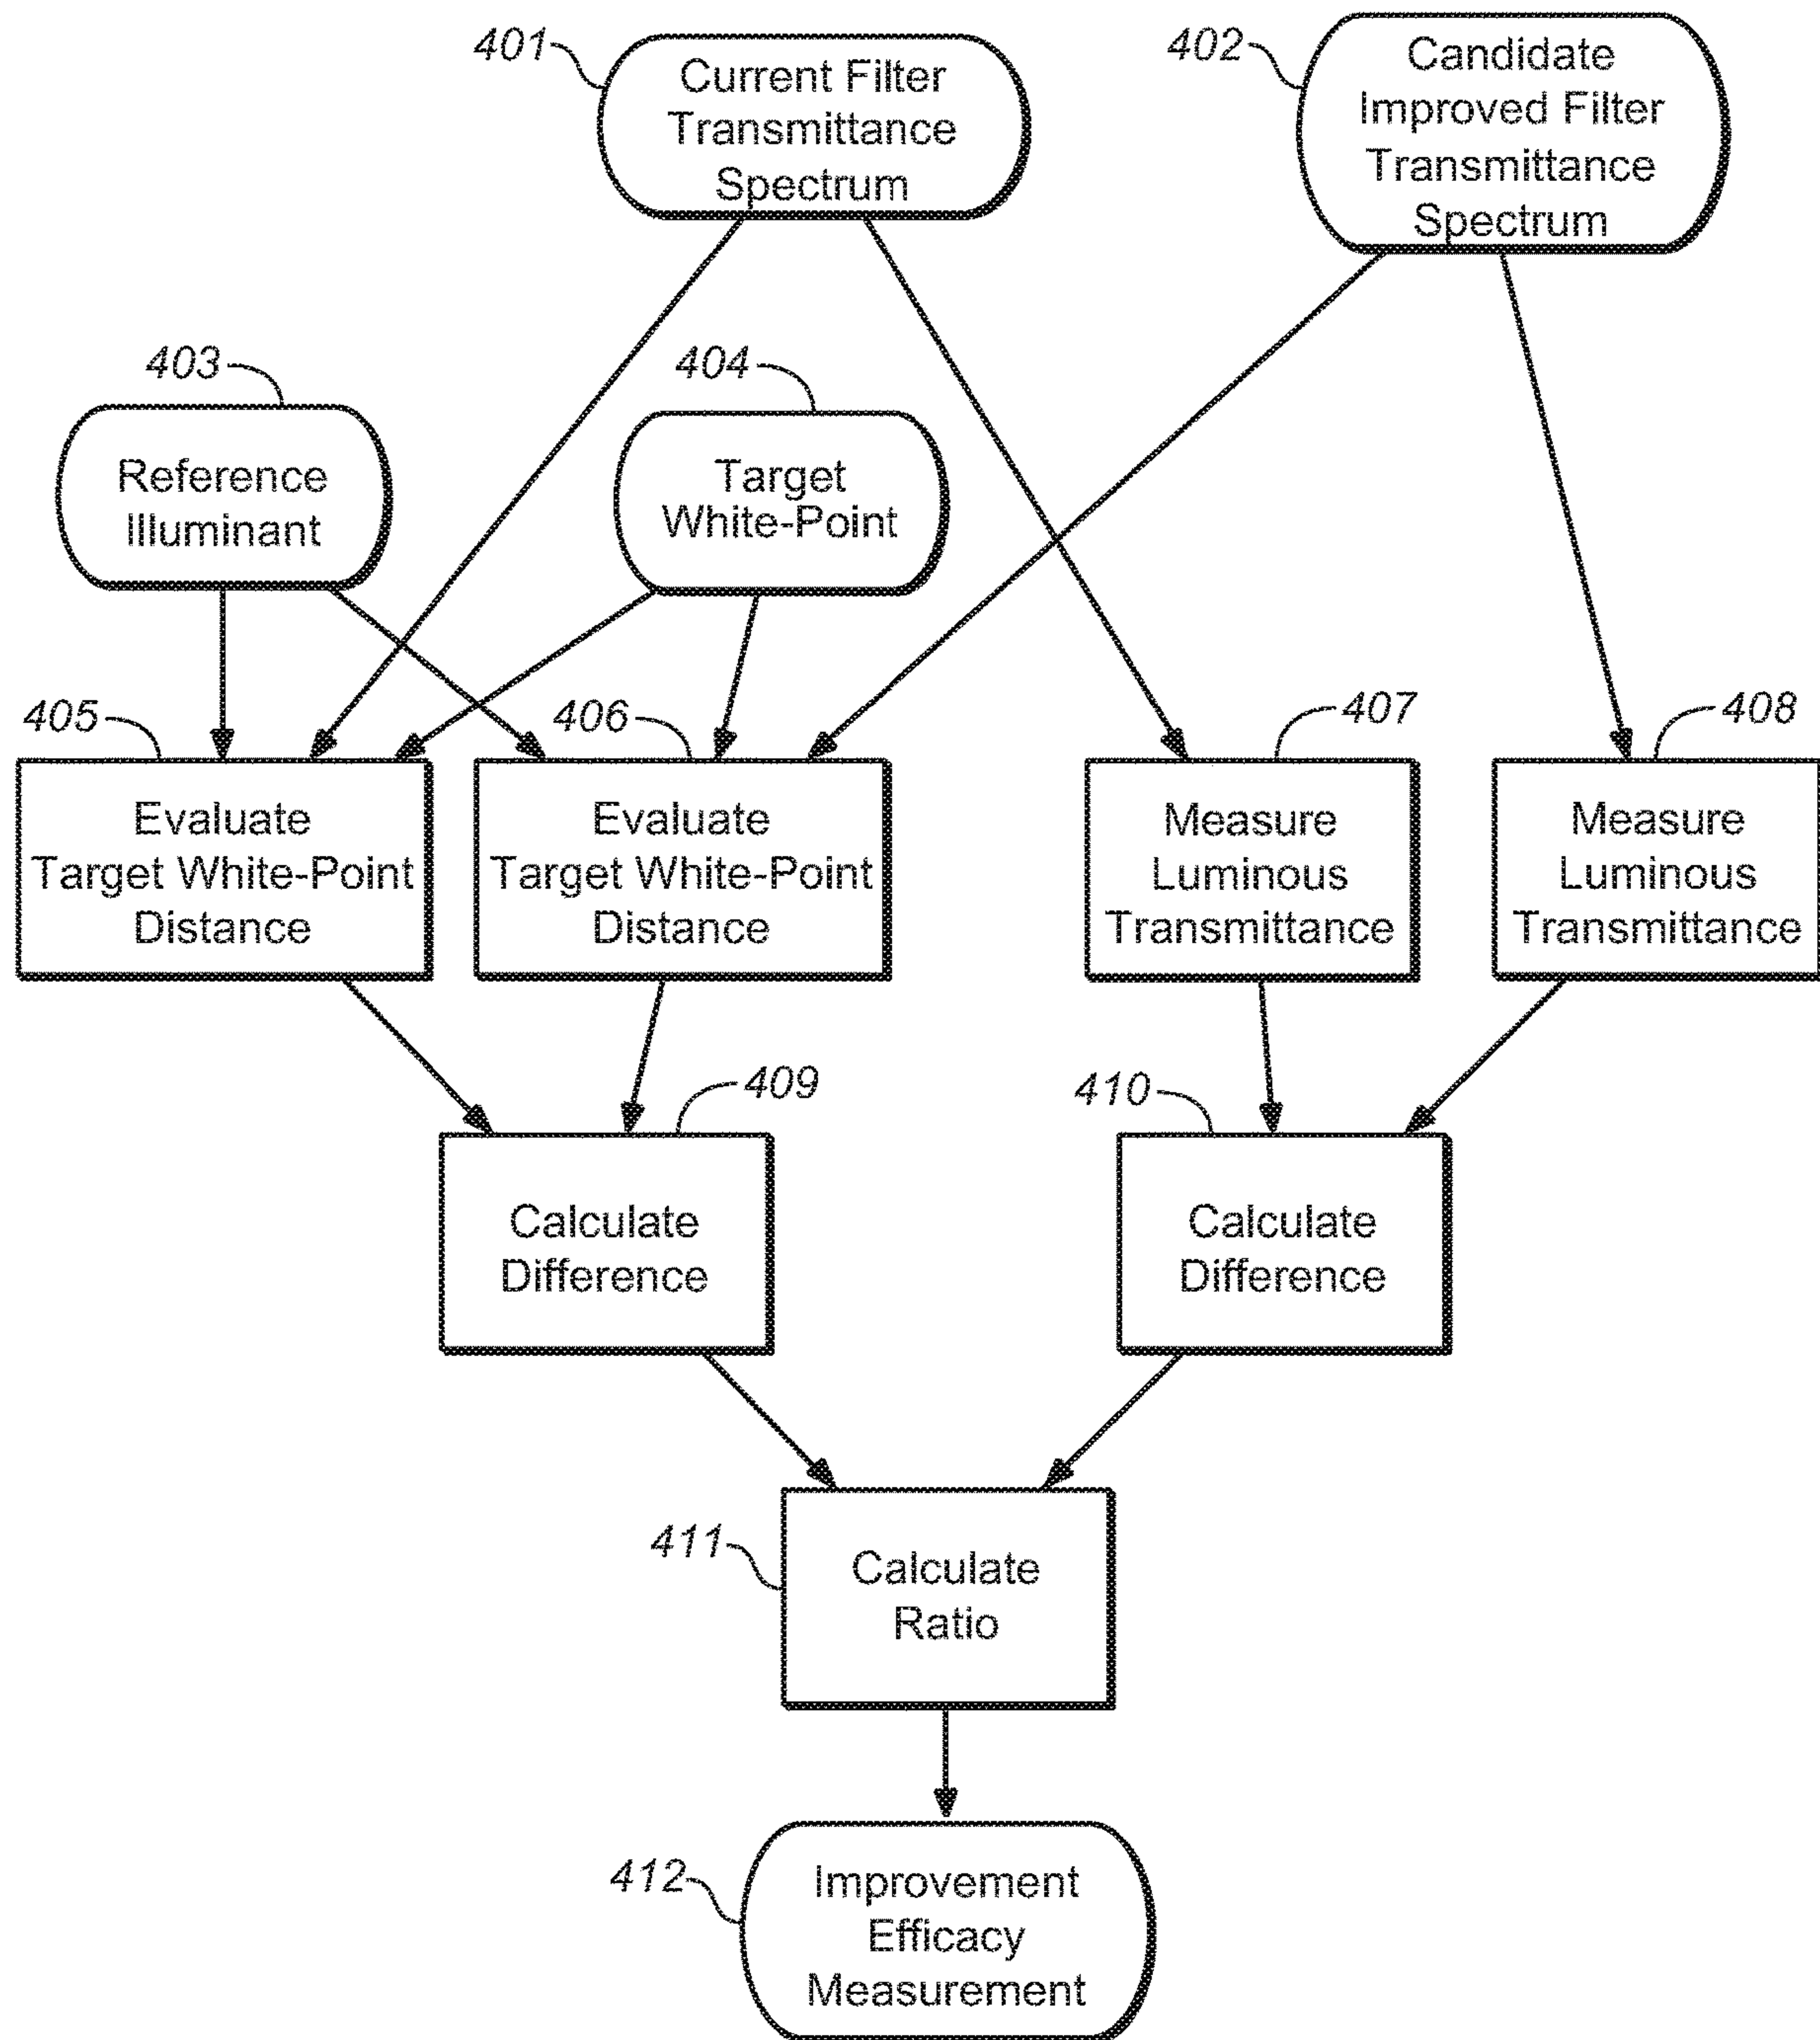 401
Current Filter
Transmittance
Spectrum
402
Candidate
Improved Filter
Transmittance
Spectrum
403
Reference
Illuminant
404
Target
White-Point
405
Evaluate
Target White-Point
Distance
406
Evaluate
Target White-Point
Distance
407
Measure
Luminous
Transmittance
408
Measure
Luminous
Transmittance
409
Calculate
Difference
410
Calculate
Difference
411
Calculate
Ratio
412
Improvement
Efficacy
Measurement